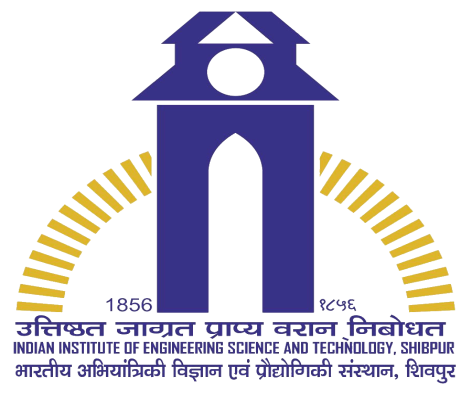 1856 १८५६
उत्तिष्ठत जाग्रत प्राप्य वरान् निबोधत
INDIAN INSTITUTE OF ENGINEERING SCIENCE AND TECHNOLOGY, SHIBPUR
भारतीय अभियांत्रिकी विज्ञान एवं प्रौद्योगिकी संस्थान, शिवपुर